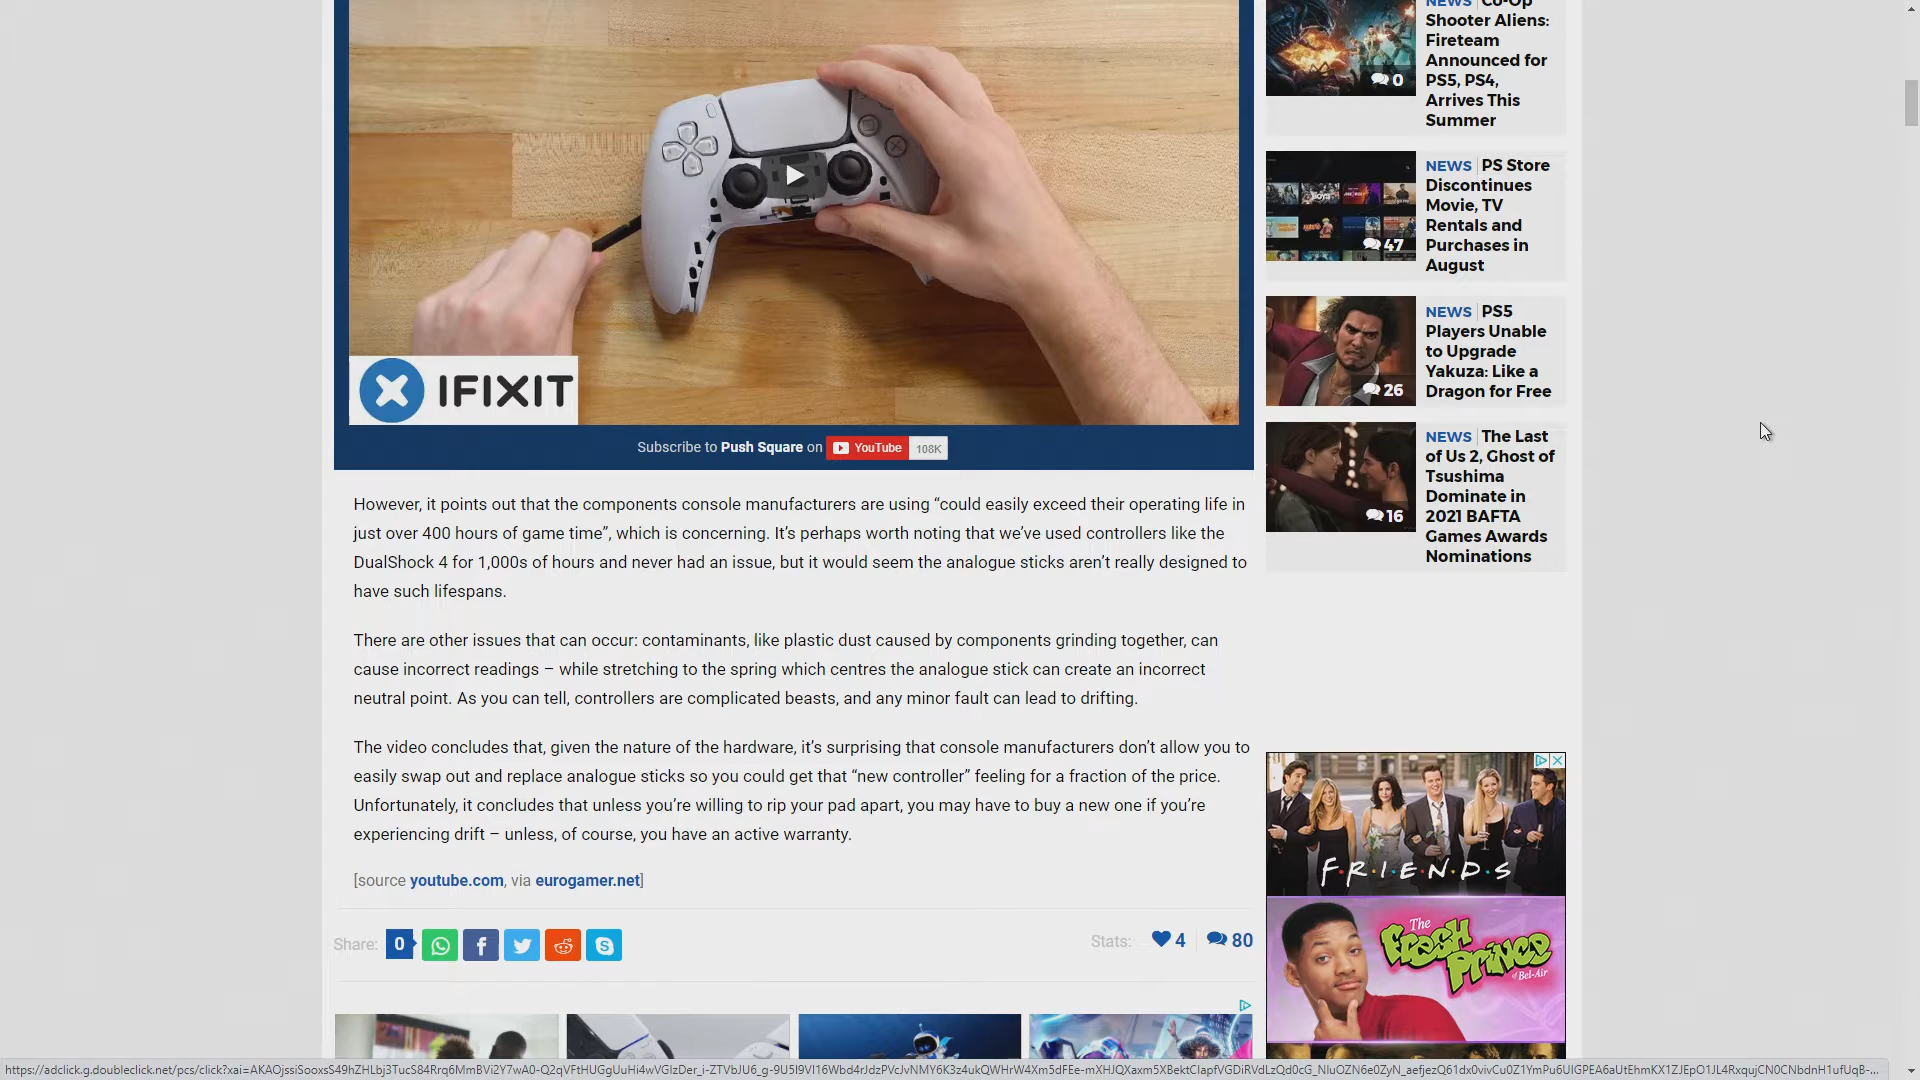 NEWS Co-Op
Shooter Aliens:
Fireteam
Announced for
PS5, PS4,
Arrives This
Summer
0
NEWS PS Store
Discontinues
Movie, TV
Rentals and
Purchases in
August
47
NEWS PS5
Players Unable
to Upgrade
Yakuza: Like a
Dragon for Free
26
NEWS The Last
of Us 2, Ghost of
Tsushima
Dominate in
2021 BAFTA
Games Awards
Nominations
16
IFIXIT
Subscribe to Push Square on YouTube 108K
However, it points out that the components console manufacturers are using “could easily exceed their operating life in
just over 400 hours of game time”, which is concerning. It’s perhaps worth noting that we’ve used controllers like the
DualShock 4 for 1,000s of hours and never had an issue, but it would seem the analogue sticks aren’t really designed to
have such lifespans.
There are other issues that can occur: contaminants, like plastic dust caused by components grinding together, can
cause incorrect readings – while stretching to the spring which centres the analogue stick can create an incorrect
neutral point. As you can tell, controllers are complicated beasts, and any minor fault can lead to drifting.
The video concludes that, given the nature of the hardware, it’s surprising that console manufacturers don’t allow you to
easily swap out and replace analogue sticks so you could get that “new controller” feeling for a fraction of the price.
Unfortunately, it concludes that unless you’re willing to rip your pad apart, you may have to buy a new one if you’re
experiencing drift – unless, of course, you have an active warranty.
[source youtube.com, via eurogamer.net]
Share: 0
Stats: 4 80
F·R·I·E·N·D·S
The
Fresh
Prince
of Bel-Air